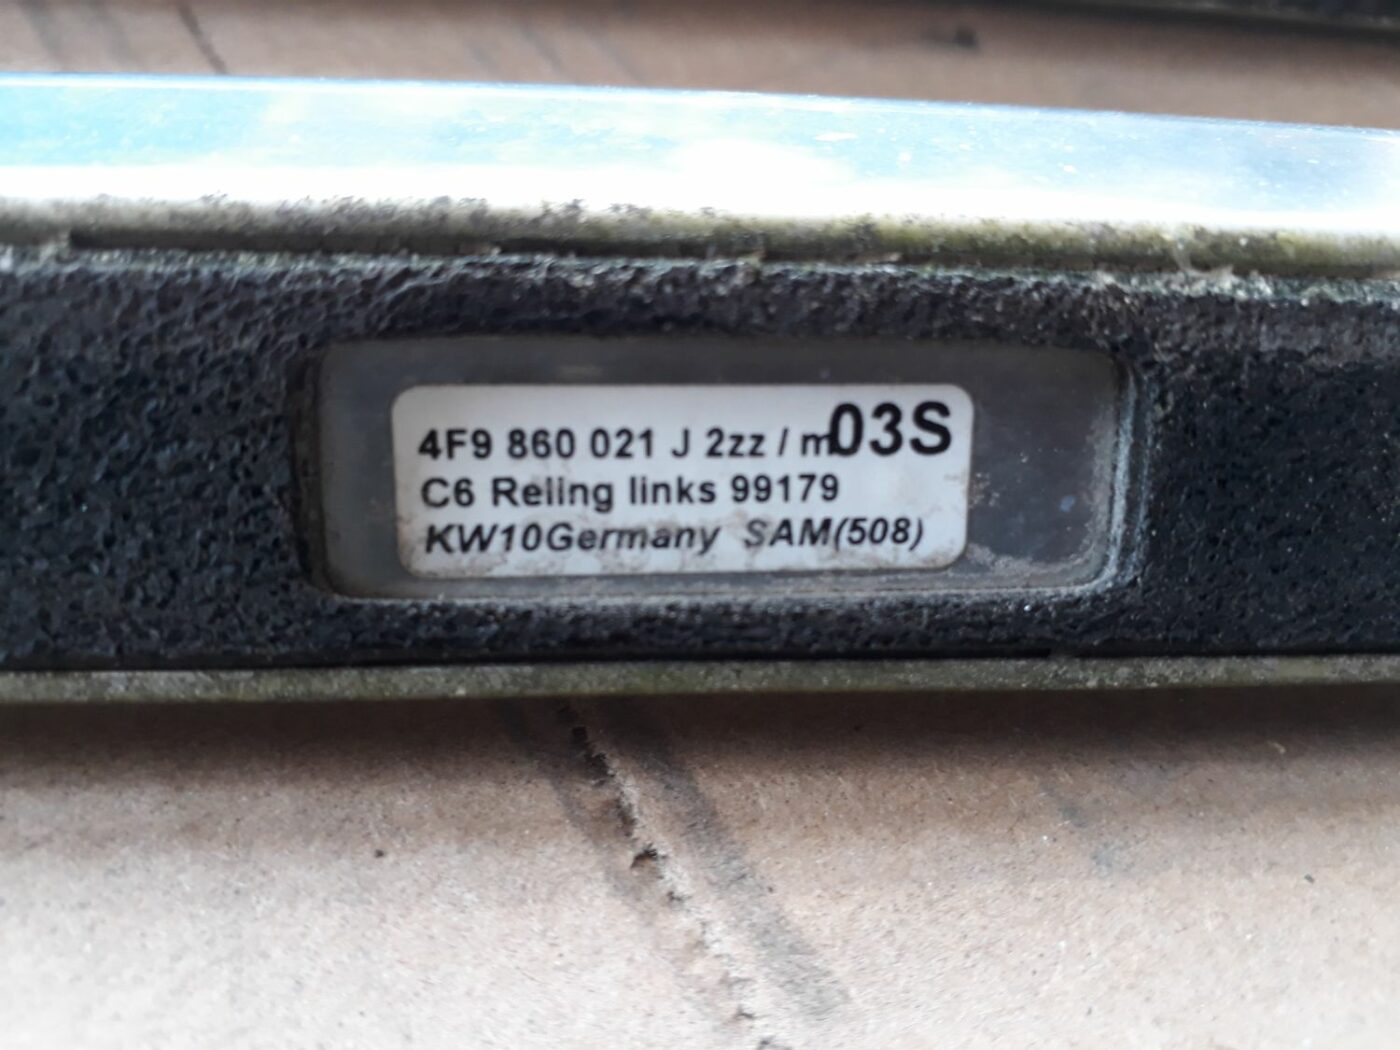 4F9 860 021 J 2zz / m03S
C6 Reling links 99179
KW10Germany SAM(508)